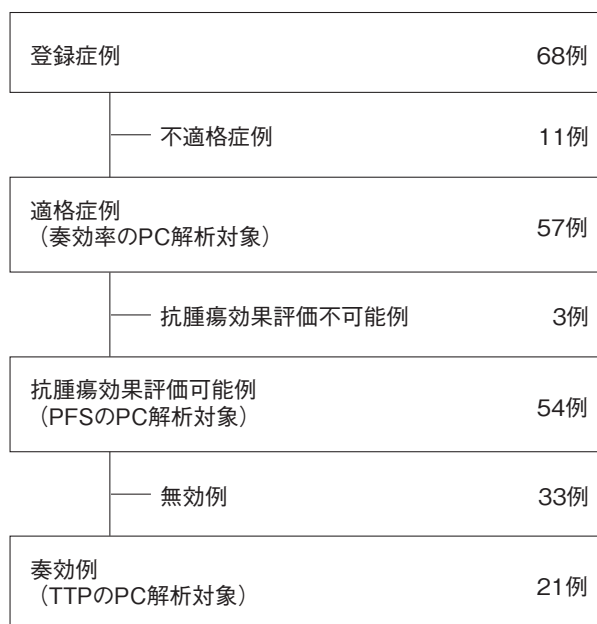 登録症例 68例
不適格症例 11例
適格症例
（奏効率のPC解析対象） 57例
抗腫瘍効果評価不可能例 3例
抗腫瘍効果評価可能例
（PFSのPC解析対象） 54例
無効例 33例
奏効例
（TTPのPC解析対象） 21例